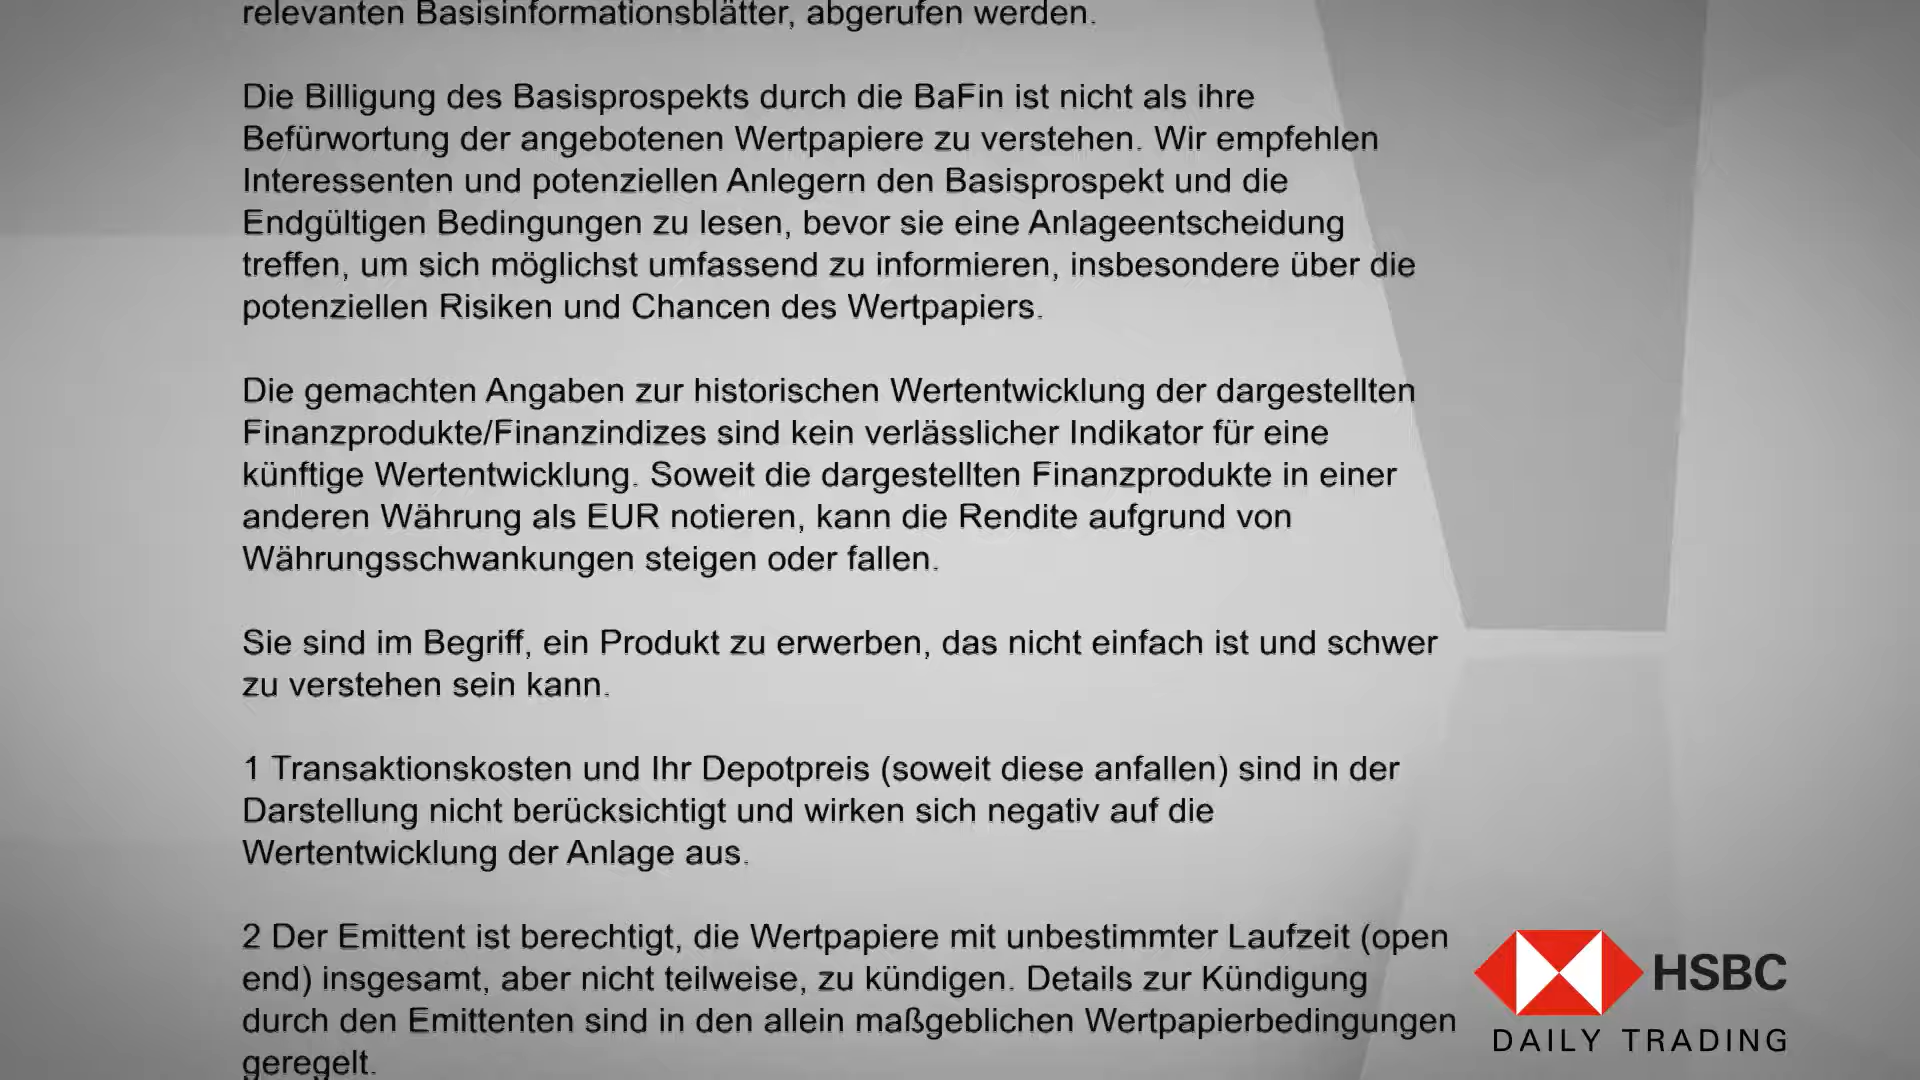 relevanten Basisinformationsblätter, abgerufen werden.
Die Billigung des Basisprospekts durch die BaFin ist nicht als ihre
Befürwortung der angebotenen Wertpapiere zu verstehen. Wir empfehlen
Interessenten und potenziellen Anlegern den Basisprospekt und die
Endgültigen Bedingungen zu lesen, bevor sie eine Anlageentscheidung
treffen, um sich möglichst umfassend zu informieren, insbesondere über die
potenziellen Risiken und Chancen des Wertpapiers.
Die gemachten Angaben zur historischen Wertentwicklung der dargestellten
Finanzprodukte/Finanzindizes sind kein verlässlicher Indikator für eine
künftige Wertentwicklung. Soweit die dargestellten Finanzprodukte in einer
anderen Währung als EUR notieren, kann die Rendite aufgrund von
Währungsschwankungen steigen oder fallen.
Sie sind im Begriff, ein Produkt zu erwerben, das nicht einfach ist und schwer
zu verstehen sein kann.
1 Transaktionskosten und Ihr Depotpreis (soweit diese anfallen) sind in der
Darstellung nicht berücksichtigt und wirken sich negativ auf die
Wertentwicklung der Anlage aus.
2 Der Emittent ist berechtigt, die Wertpapiere mit unbestimmter Laufzeit (open
end) insgesamt, aber nicht teilweise, zu kündigen. Details zur Kündigung
durch den Emittenten sind in den allein maßgeblichen Wertpapierbedingungen
geregelt.
HSBC
DAILY TRADING